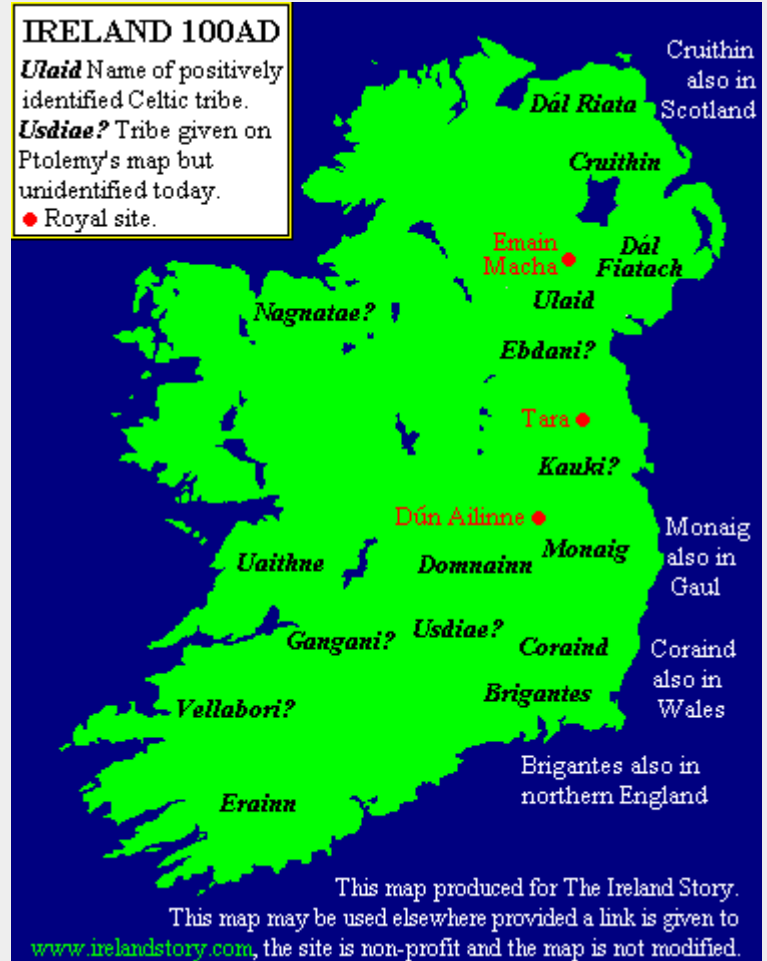 IRELAND 100AD
Ulaid Name of positively
identified Celtic tribe.
Usdiae? Tribe given on
Ptolemy's map but
unidentified today.
Royal site.
Cruithin
also in
Scotland
Dál Riata
Cruithin
Emain
Macha
Dál
Fiatach
Ulaid
Nagnatae?
Ebdani?
Tara
Kauki?
Dún Ailinne
Monaig
also in
Gaul
Uaithne
Domnainn
Monaig
Gangani?
Usdiae?
Coraind
Coraind
also in
Wales
Brigantes
Vellabori?
Brigantes also in
northern England
Erainn
This map produced for The Ireland Story.
This map may be used elsewhere provided a link is given to
www.irelandstory.com, the site is non-profit and the map is not modified.